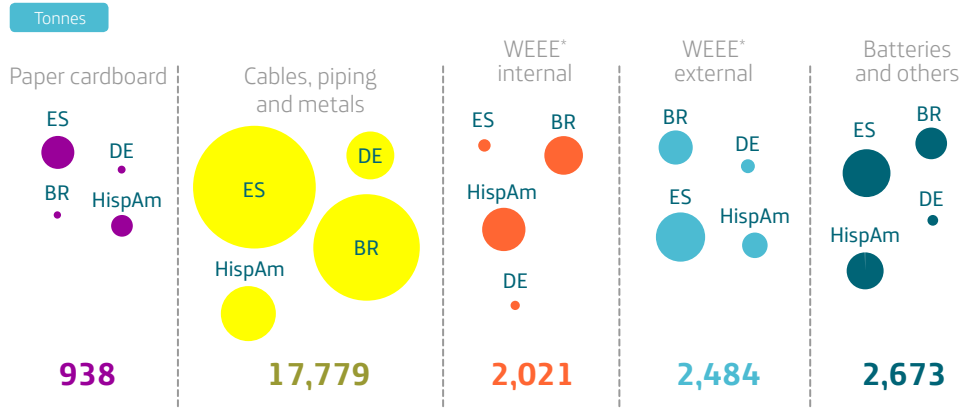 Tonnes
Paper cardboard
ES
DE
BR
HispAm
938
Cables, piping
and metals
ES
DE
BR
HispAm
17,779
WEEE*
internal
ES
BR
HispAm
DE
2,021
WEEE*
external
BR
DE
ES
HispAm
2,484
Batteries
and others
ES
BR
DE
HispAm
2,673